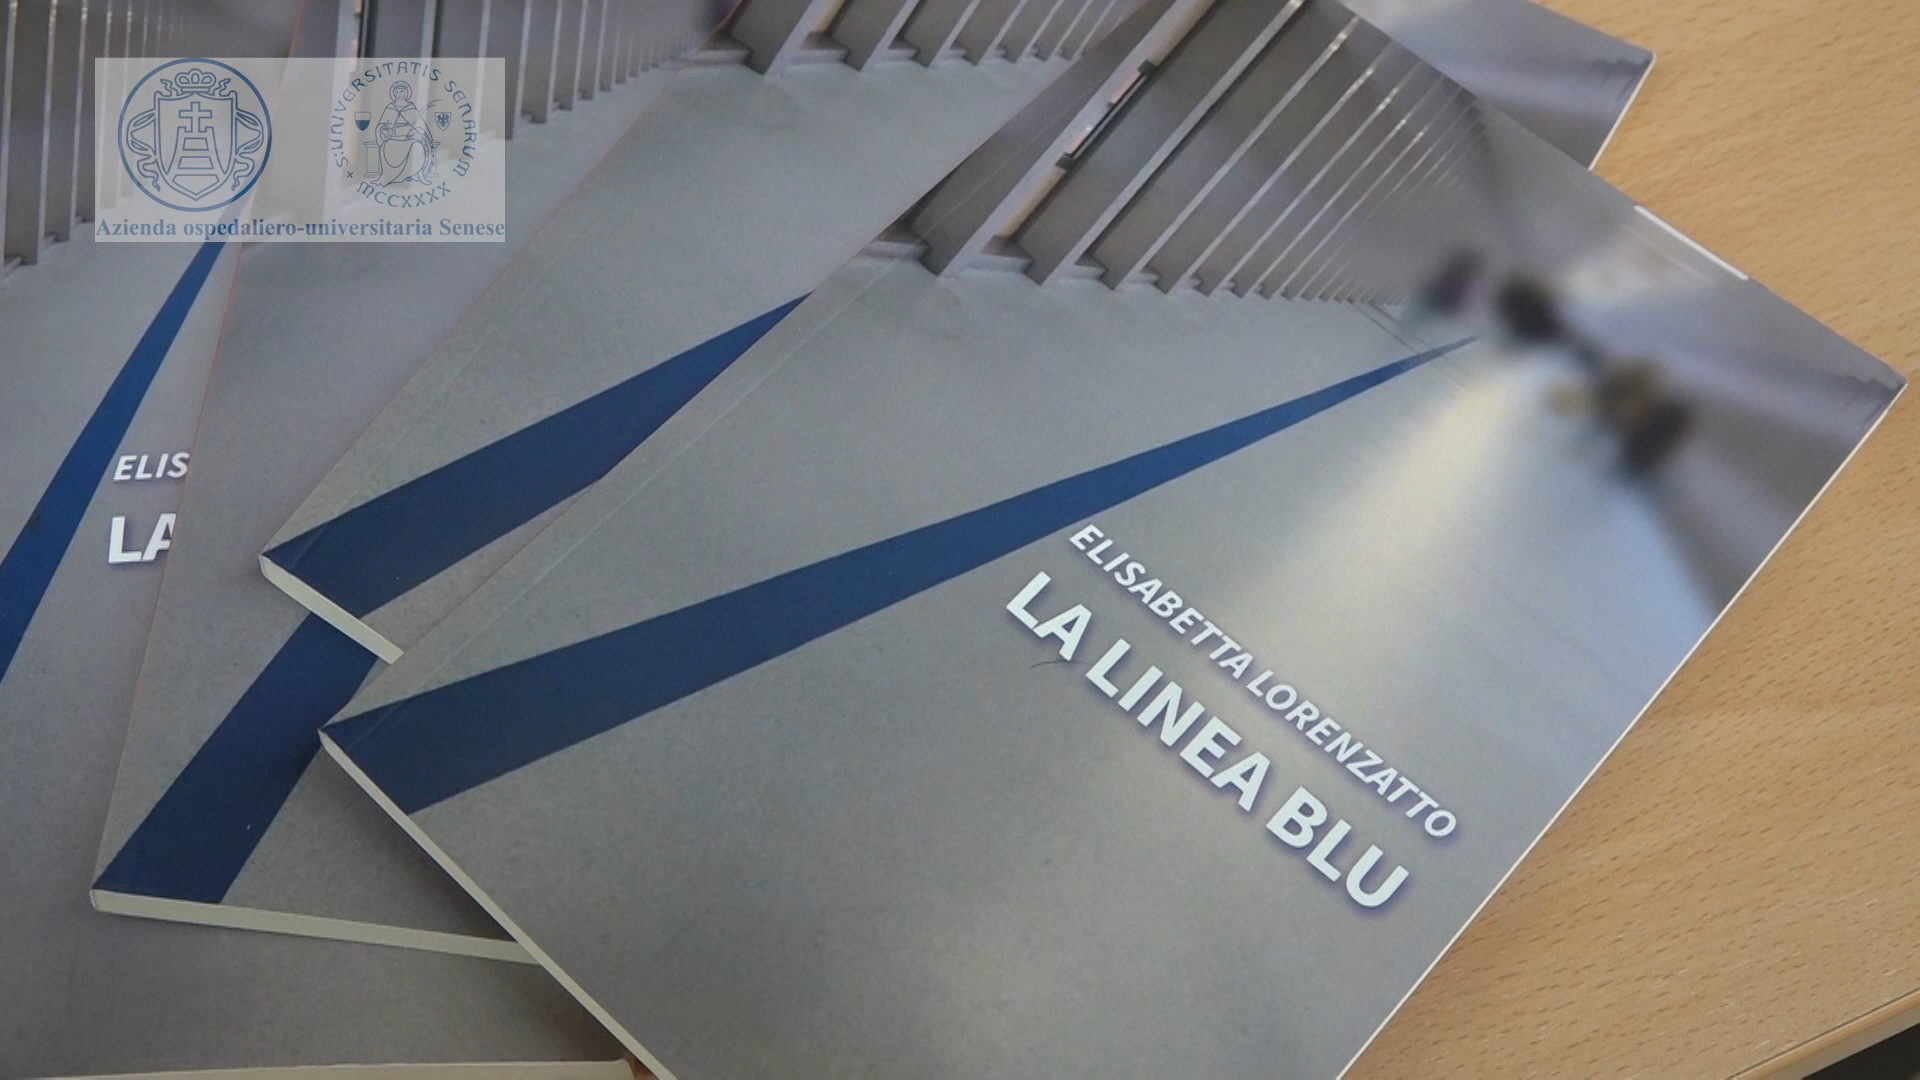 S:UNIVERSITATIS SENARUM
MCCXXXX
Azienda ospedaliero-universitaria Senese
ELIS
LA
ELISABETTA LORENZATTO
LA LINEA BLU